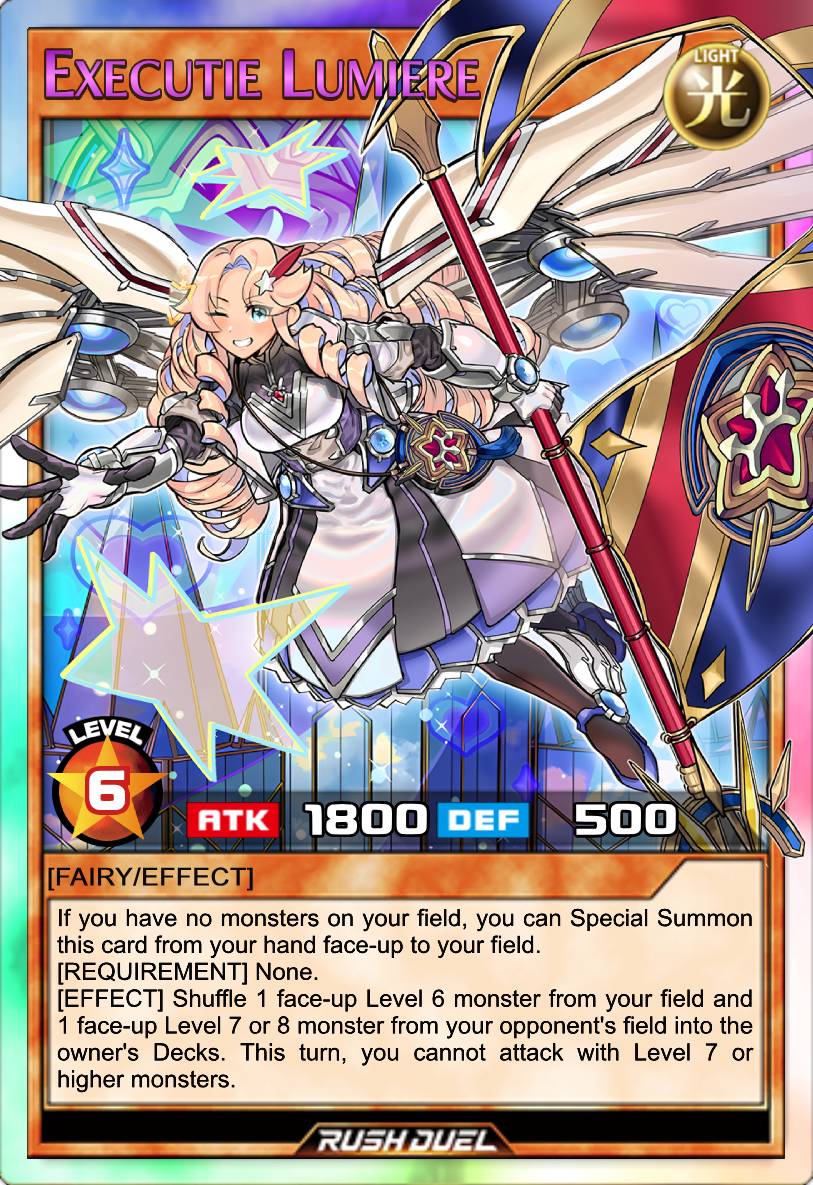 EXECUTIE LUMIERE
LIGHT
光
LEVEL
6
ATK 1800 DEF 500
[FAIRY/EFFECT]
If you have no monsters on your field, you can Special Summon
this card from your hand face-up to your field.
[REQUIREMENT] None.
[EFFECT] Shuffle 1 face-up Level 6 monster from your field and
1 face-up Level 7 or 8 monster from your opponent's field into the
owner's Decks. This turn, you cannot attack with Level 7 or
higher monsters.
RUSH DUEL